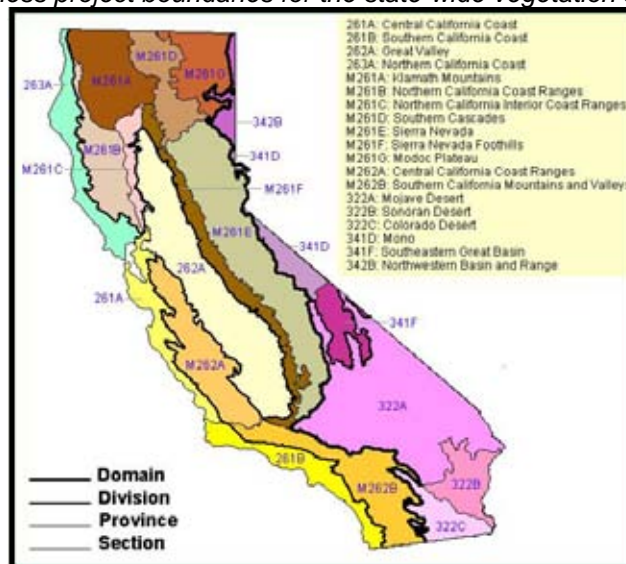 ess project boundaries for the state-wide vegetation
261A: Central California Coast
261B: Southern California Coast
262A: Great Valley
263A: Northern California Coast
M261A: Klamath Mountains
M261B: Northern California Coast Ranges
M261C: Northern California Interior Coast Ranges
M261D: Southern Cascades
M261E: Sierra Nevada
M261F: Sierra Nevada Foothills
M261G: Modoc Plateau
M262A: Central California Coast Ranges
M262B: Southern California Mountains and Valleys
322A: Mojave Desert
322B: Sonoran Desert
322C: Colorado Desert
341D: Mono
341F: Southeastern Great Basin
342B: Northwestern Basin and Range
M261D
M261G
M261A
263A
342B
M261B
341D
M261C
M261F
M261E
341D
262A
261A
341F
M262A
322A
261B
M262B
322B
322C
Domain
Division
Province
Section